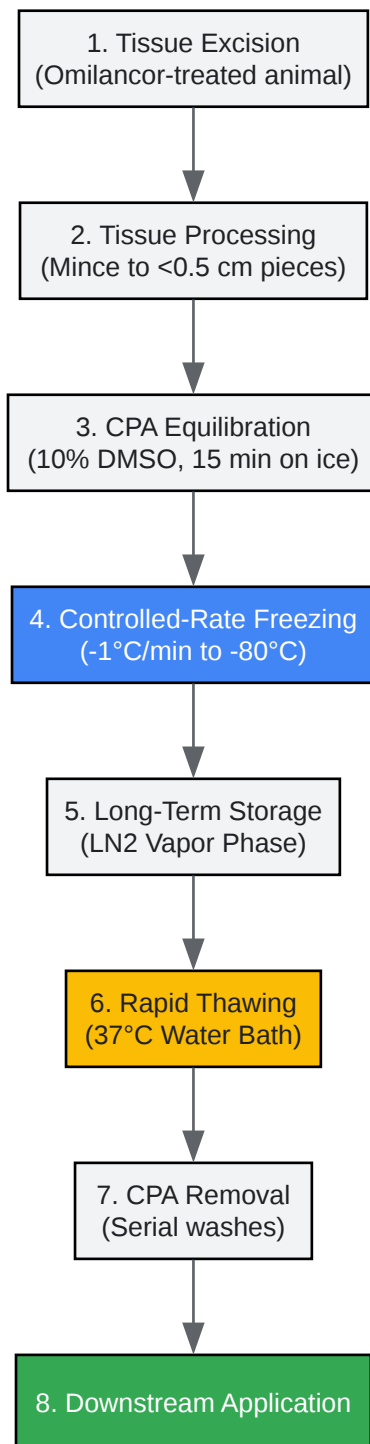 1. Tissue Excision
(Omilancor-treated animal)
2. Tissue Processing
(Mince to <0.5 cm pieces)
3. CPA Equilibration
(10% DMSO, 15 min on ice)
4. Controlled-Rate Freezing
(-1°C/min to -80°C)
5. Long-Term Storage
(LN2 Vapor Phase)
6. Rapid Thawing
(37°C Water Bath)
7. CPA Removal
(Serial washes)
8. Downstream Application